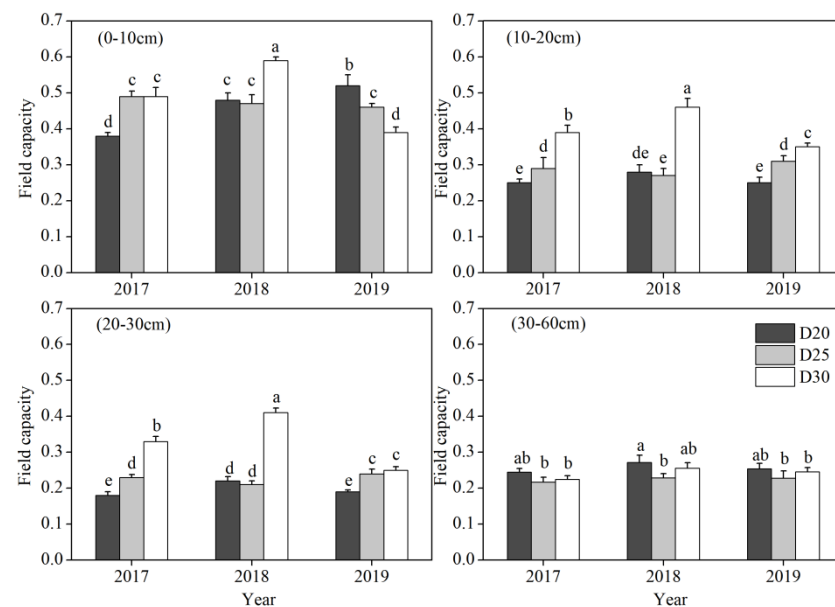 (0-10cm)
Field capacity
0.7
0.6
0.5
0.4
0.3
0.2
0.1
0.0
d c c
c c a
b c d
2017 2018 2019
(10-20cm)
Field capacity
0.7
0.6
0.5
0.4
0.3
0.2
0.1
0.0
e d b
de e a
e d c
2017 2018 2019
(20-30cm)
Field capacity
0.7
0.6
0.5
0.4
0.3
0.2
0.1
0.0
e d b
d d a
e c c
2017 2018 2019
Year
(30-60cm)
D20
D25
D30
Field capacity
0.7
0.6
0.5
0.4
0.3
0.2
0.1
0.0
ab b b
a b ab
ab b b
2017 2018 2019
Year